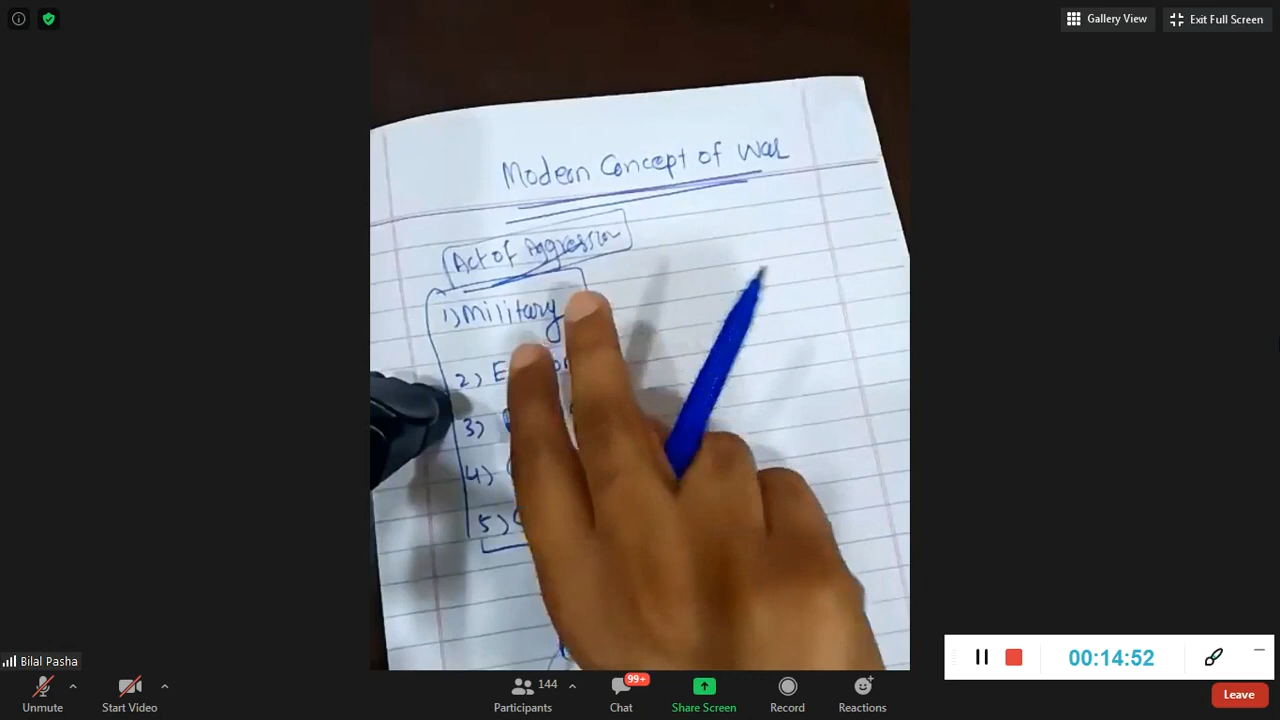 Gallery View
Exit Full Screen
Modern Concept of War
Act of Aggression
1) Military
2) E
3)
4)
5)
Bilal Pasha
00:14:52
Unmute
Start Video
144
Participants
99+
Chat
Share Screen
Record
Reactions
Leave